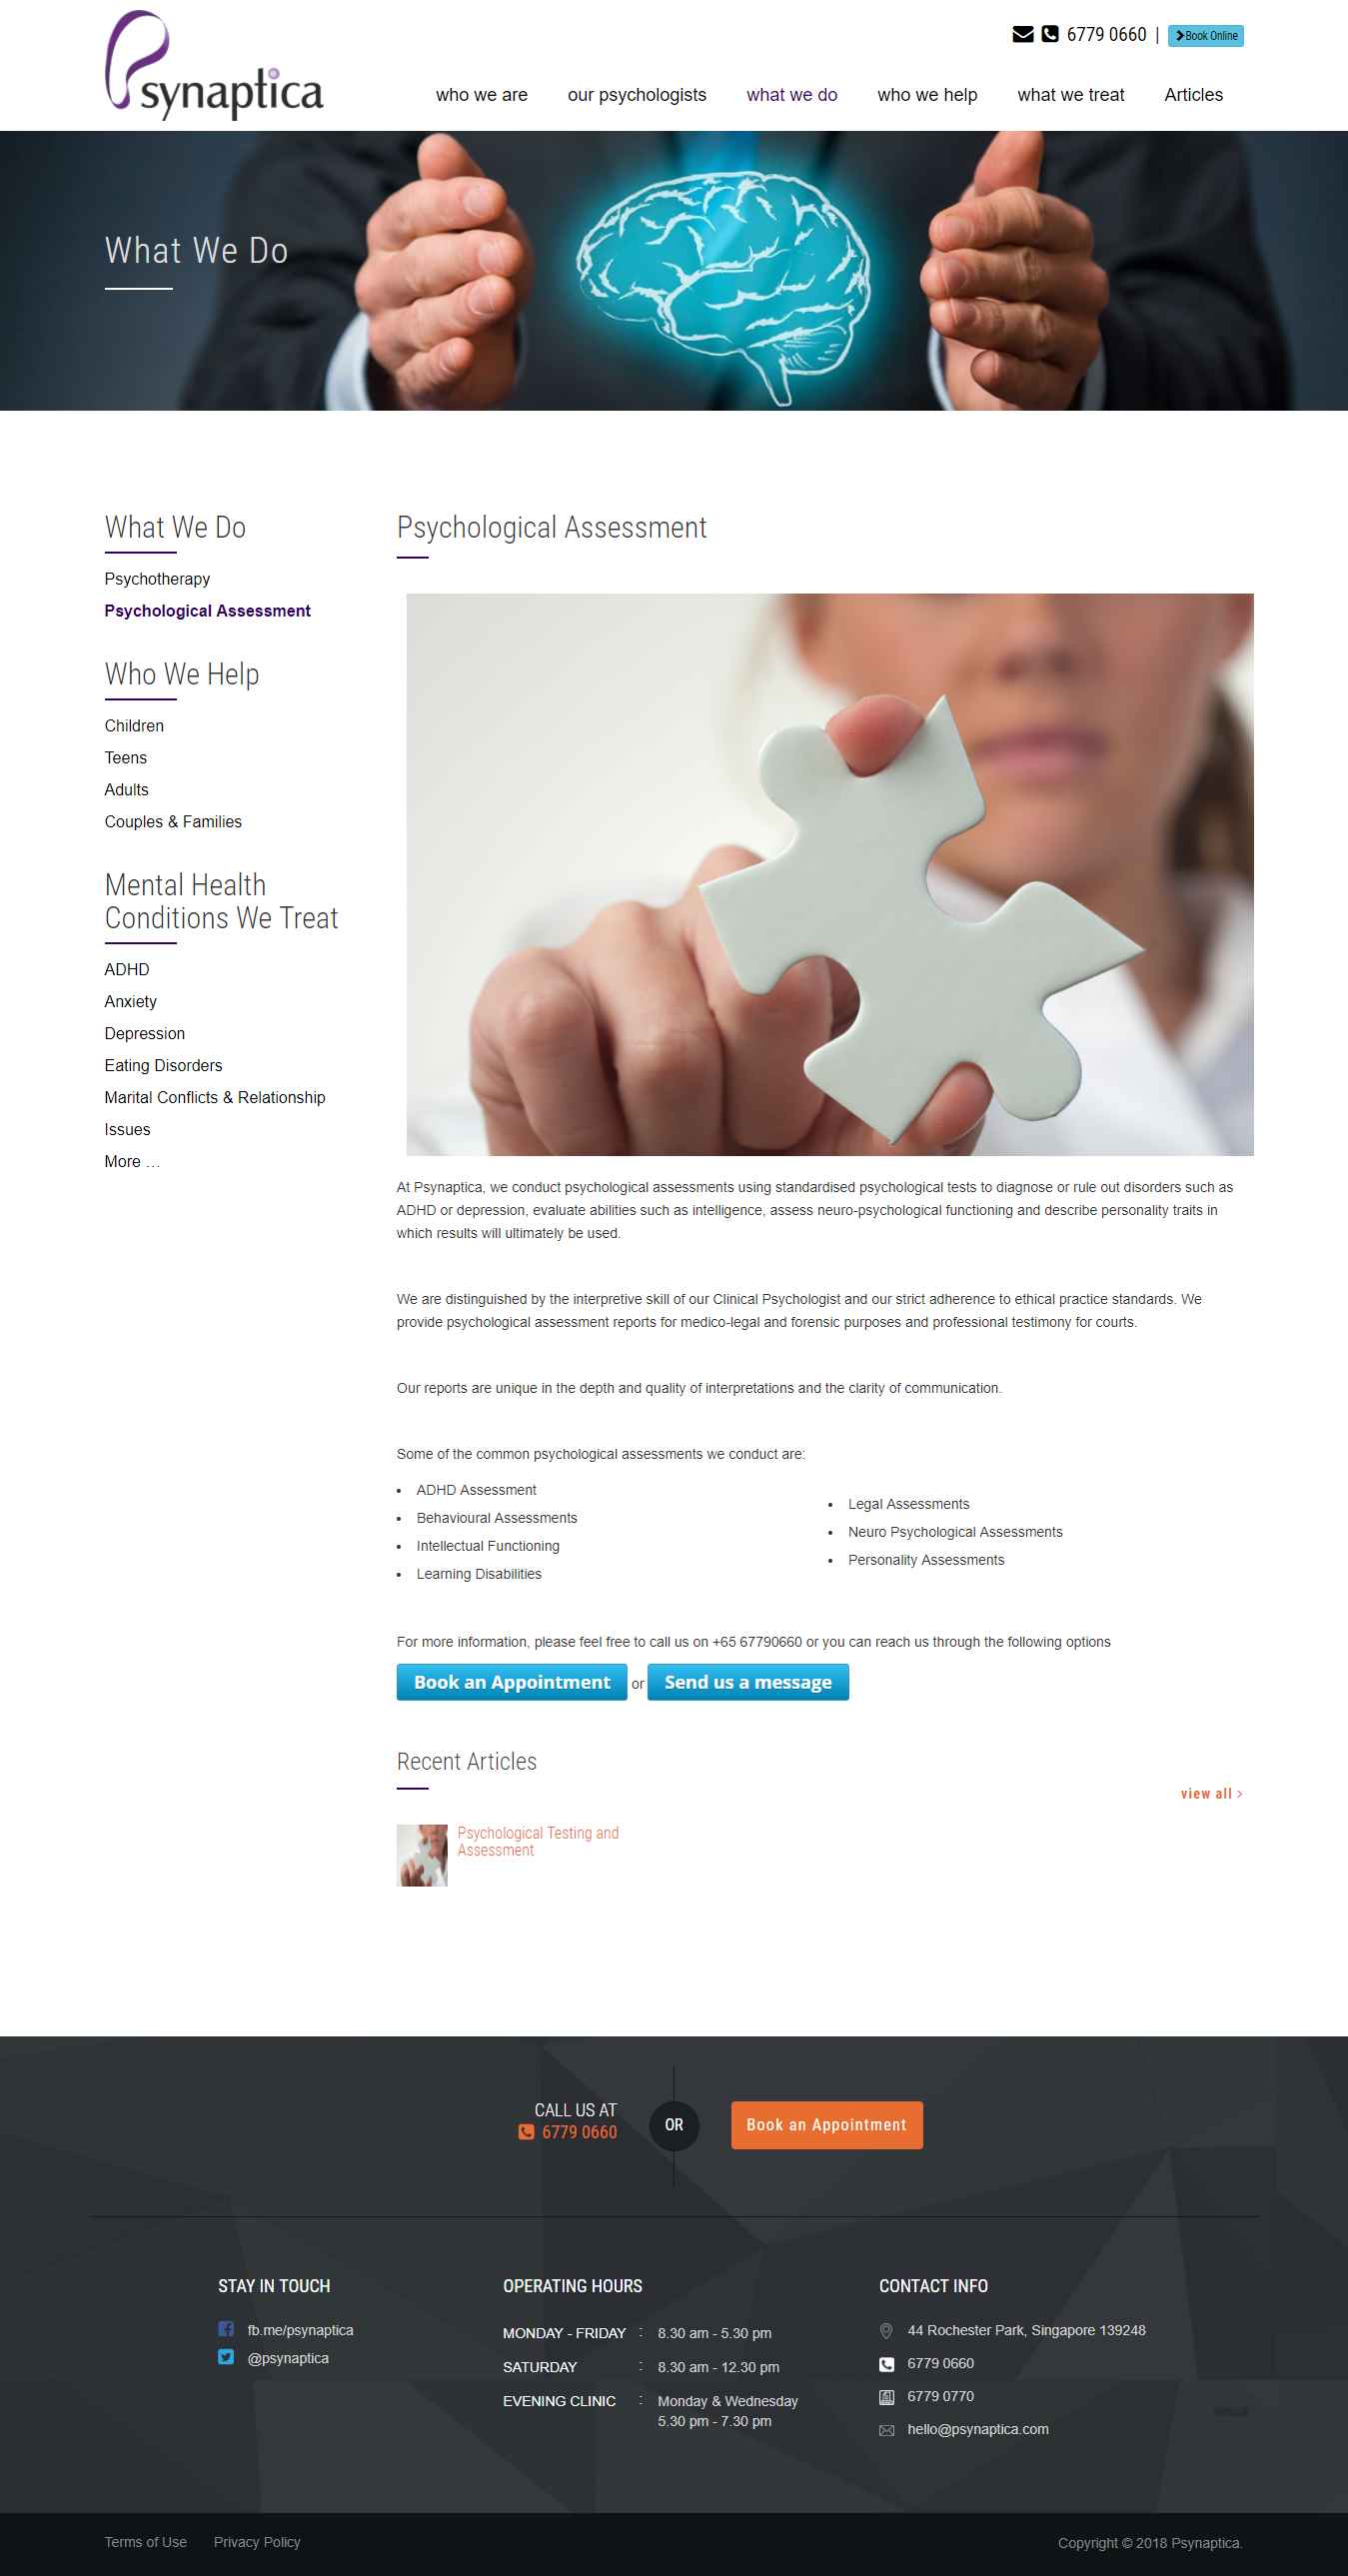 Psynaptica
6779 0660 | Book Online
who we are our psychologists what we do who we help what we treat Articles
What We Do
What We Do
Psychotherapy
Psychological Assessment
Who We Help
Children
Teens
Adults
Couples & Families
Mental Health
Conditions We Treat
ADHD
Anxiety
Depression
Eating Disorders
Marital Conflicts & Relationship
Issues
More …
Psychological Assessment
At Psynaptica, we conduct psychological assessments using standardised psychological tests to diagnose or rule out disorders such as
ADHD or depression, evaluate abilities such as intelligence, assess neuro-psychological functioning and describe personality traits in
which results will ultimately be used.
We are distinguished by the interpretive skill of our Clinical Psychologist and our strict adherence to ethical practice standards. We
provide psychological assessment reports for medico-legal and forensic purposes and professional testimony for courts.
Our reports are unique in the depth and quality of interpretations and the clarity of communication.
Some of the common psychological assessments we conduct are:
• ADHD Assessment
• Behavioural Assessments
• Intellectual Functioning
• Learning Disabilities
• Legal Assessments
• Neuro Psychological Assessments
• Personality Assessments
For more information, please feel free to call us on +65 67790660 or you can reach us through the following options
Book an Appointment or Send us a message
Recent Articles
view all >
Psychological Testing and
Assessment
CALL US AT
6779 0660
OR
Book an Appointment
STAY IN TOUCH
fb.me/psynaptica
@psynaptica
OPERATING HOURS
MONDAY - FRIDAY : 8.30 am - 5.30 pm
SATURDAY : 8.30 am - 12.30 pm
EVENING CLINIC : Monday & Wednesday
5.30 pm - 7.30 pm
CONTACT INFO
44 Rochester Park, Singapore 139248
6779 0660
6779 0770
hello@psynaptica.com
Terms of Use Privacy Policy
Copyright © 2018 Psynaptica.